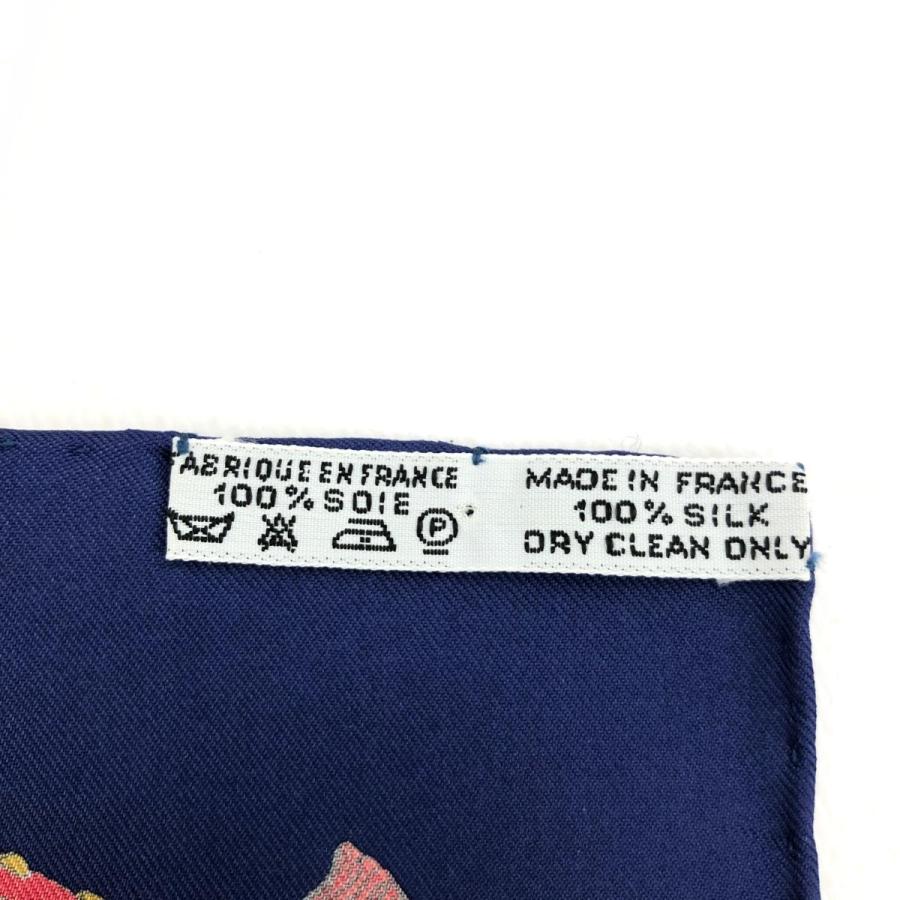 ABRIQUE EN FRANCE
100% SOIE
P
MADE IN FRANCE
100% SILK
DRY CLEAN ONLY